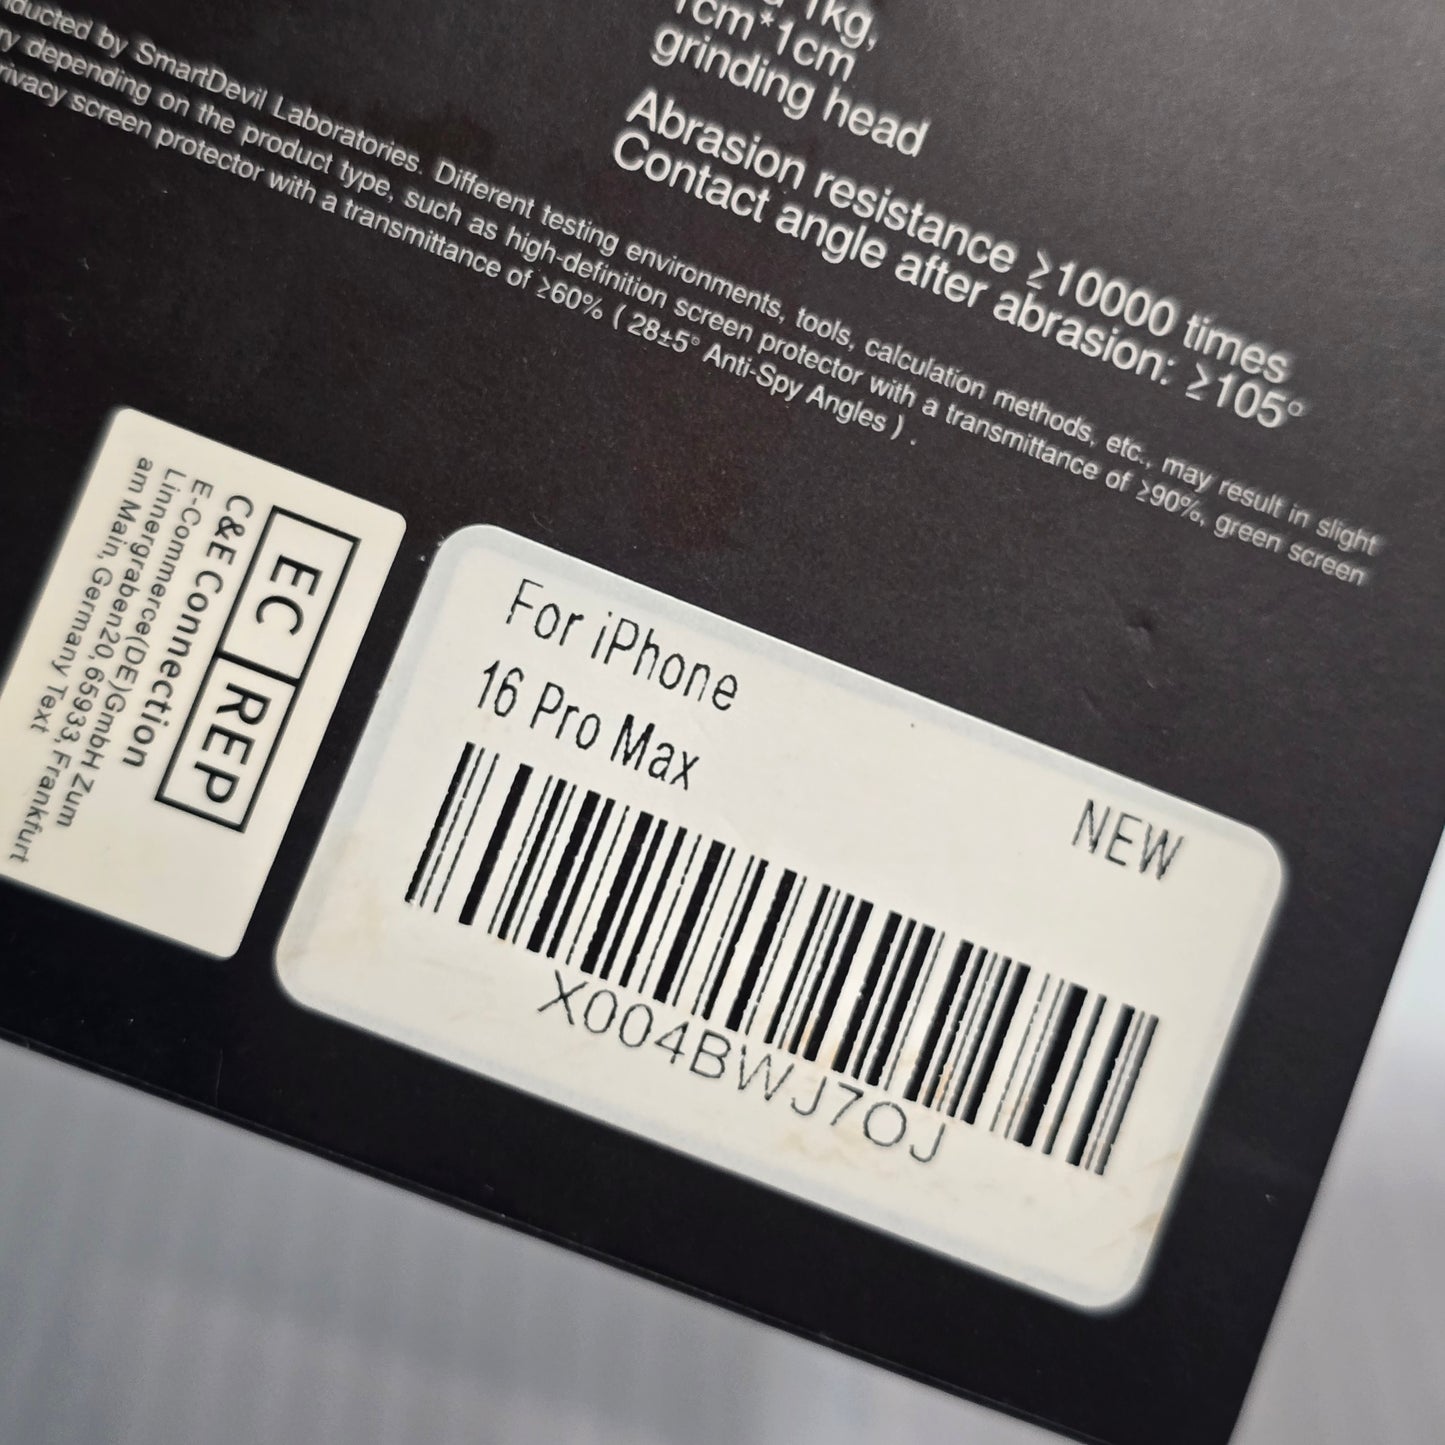 1kg,
1cm*1cm
grinding head
Abrasion resistance ≥10000 times
Contact angle after abrasion: ≥105°
by SmartDevil Laboratories. Different testing environments, tools, calculation methods, etc., may result in slight
depending on the product type, such as high-definition screen protector with a transmittance of ≥90%, green screen
screen protector with a transmittance of ≥60% ( 28±5° Anti-Spy Angles ) .
EC REP
C&E Connection
E-Commerce(DE)GmbH Zum
Linnergraben20,65933,Frankfurt
am Main, Germany Text
For iPhone
16 Pro Max
NEW
X004BWJ7OJ